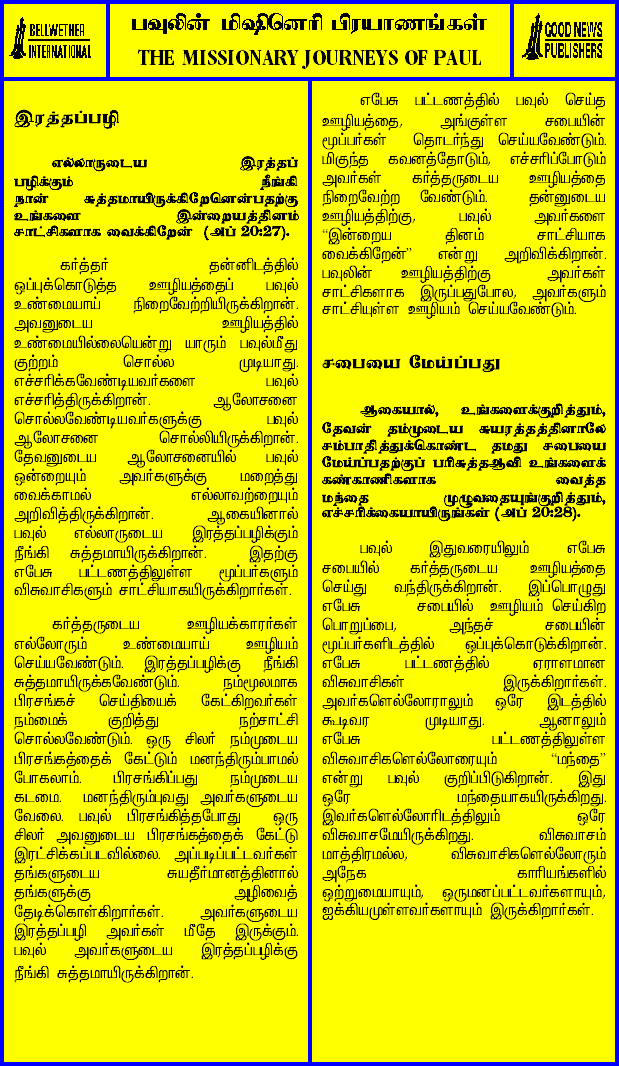 BELLWETHER
INTERNATIONAL
பவுலின் மிஷினெரி பிரயாணங்கள்
THE MISSIONARY JOURNEYS OF PAUL
GOOD NEWS
PUBLISHERS
இரத்தப்பழி
எல்லாருடைய இரத்தப்
பழிக்கும் நீங்கி
நான் சுத்தமாயிருக்கிறேனென்பதற்கு
உங்களை இன்றையத்தினம்
சாட்சிகளாக வைக்கிறேன் (அப் 20:27).
கர்த்தர் தன்னிடத்தில்
ஒப்புக்கொடுத்த ஊழியத்தைப் பவுல்
உண்மையாய் நிறைவேற்றியிருக்கிறான்.
அவனுடைய ஊழியத்தில்
உண்மையில்லையென்று யாரும் பவுல்மீது
குற்றம் சொல்ல முடியாது.
எச்சரிக்கவேண்டியவர்களை பவுல்
எச்சரித்திருக்கிறான். ஆலோசனை
சொல்லவேண்டியவர்களுக்கு பவுல்
ஆலோசனை சொல்லியிருக்கிறான்.
தேவனுடைய ஆலோசனையில் பவுல்
ஒன்றையும் அவர்களுக்கு மறைத்து
வைக்காமல் எல்லாவற்றையும்
அறிவித்திருக்கிறான். ஆகையினால்
பவுல் எல்லாருடைய இரத்தப்பழிக்கும்
நீங்கி சுத்தமாயிருக்கிறான். இதற்கு
எபேசு பட்டணத்திலுள்ள மூப்பர்களும்
விசுவாசிகளும் சாட்சியாகயிருக்கிறார்கள்.
கர்த்தருடைய ஊழியக்காரர்கள்
எல்லோரும் உண்மையாய் ஊழியம்
செய்யவேண்டும். இரத்தப்பழிக்கு நீங்கி
சுத்தமாயிருக்கவேண்டும். நம்மூலமாக
பிரசங்கச் செய்தியைக் கேட்கிறவர்கள்
நம்மைக் குறித்து நற்சாட்சி
சொல்லவேண்டும். ஒரு சிலர் நம்முடைய
பிரசங்கத்தைக் கேட்டும் மனந்திரும்பாமல்
போகலாம். பிரசங்கிப்பது நம்முடைய
கடமை. மனந்திரும்புவது அவர்களுடைய
வேலை. பவுல் பிரசங்கித்தபோது ஒரு
சிலர் அவனுடைய பிரசங்கத்தைக் கேட்டு
இரட்சிக்கப்படவில்லை. அப்படிப்பட்டவர்கள்
தங்களுடைய சுயதீர்மானத்தினால்
தங்களுக்கு அழிவைத்
தேடிக்கொள்கிறார்கள். அவர்களுடைய
இரத்தப்பழி அவர்கள் மீதே இருக்கும்.
பவுல் அவர்களுடைய இரத்தப்பழிக்கு
நீங்கி சுத்தமாயிருக்கிறான்.
எபேசு பட்டணத்தில் பவுல் செய்த
ஊழியத்தை, அங்குள்ள சபையின்
மூப்பர்கள் தொடர்ந்து செய்யவேண்டும்.
மிகுந்த கவனத்தோடும், எச்சரிப்போடும்
அவர்கள் கர்த்தருடைய ஊழியத்தை
நிறைவேற்ற வேண்டும். தன்னுடைய
ஊழியத்திற்கு, பவுல் அவர்களை
“இன்றைய தினம் சாட்சியாக
வைக்கிறேன்” என்று அறிவிக்கிறான்.
பவுலின் ஊழியத்திற்கு அவர்கள்
சாட்சிகளாக இருப்பதுபோல, அவர்களும்
சாட்சியுள்ள ஊழியம் செய்யவேண்டும்.
சபையை மேய்ப்பது
ஆகையால், உங்களைக்குறித்தும்,
தேவன் தம்முடைய சுயரத்தத்தினாலே
சம்பாதித்துக்கொண்ட தமது சபையை
மேய்ப்பதற்குப் பரிசுத்தஆவி உங்களைக்
கண்காணிகளாக வைத்த
மந்தை முழுவதையுங்குறித்தும்,
எச்சரிக்கையாயிருங்கள் (அப் 20:28).
பவுல் இதுவரையிலும் எபேசு
சபையில் கர்த்தருடைய ஊழியத்தை
செய்து வந்திருக்கிறான். இப்பொழுது
எபேசு சபையில் ஊழியம் செய்கிற
பொறுப்பை, அந்தச் சபையின்
மூப்பர்களிடத்தில் ஒப்புக்கொடுக்கிறான்.
எபேசு பட்டணத்தில் ஏராளமான
விசுவாசிகள் இருக்கிறார்கள்.
அவர்களெல்லோராலும் ஒரே இடத்தில்
கூடிவர முடியாது. ஆனாலும்
எபேசு பட்டணத்திலுள்ள
விசுவாசிகளெல்லோரையும் “மந்தை”
என்று பவுல் குறிப்பிடுகிறான். இது
ஒரே மந்தையாகயிருக்கிறது.
இவர்களெல்லோரிடத்திலும் ஒரே
விசுவாசமேயிருக்கிறது. விசுவாசம்
மாத்திரமல்ல, விசுவாசிகளெல்லோரும்
அநேக காரியங்களில்
ஒற்றுமையாயும், ஒருமனப்பட்டவர்களாயும்,
ஐக்கியமுள்ளவர்களாயும் இருக்கிறார்கள்.